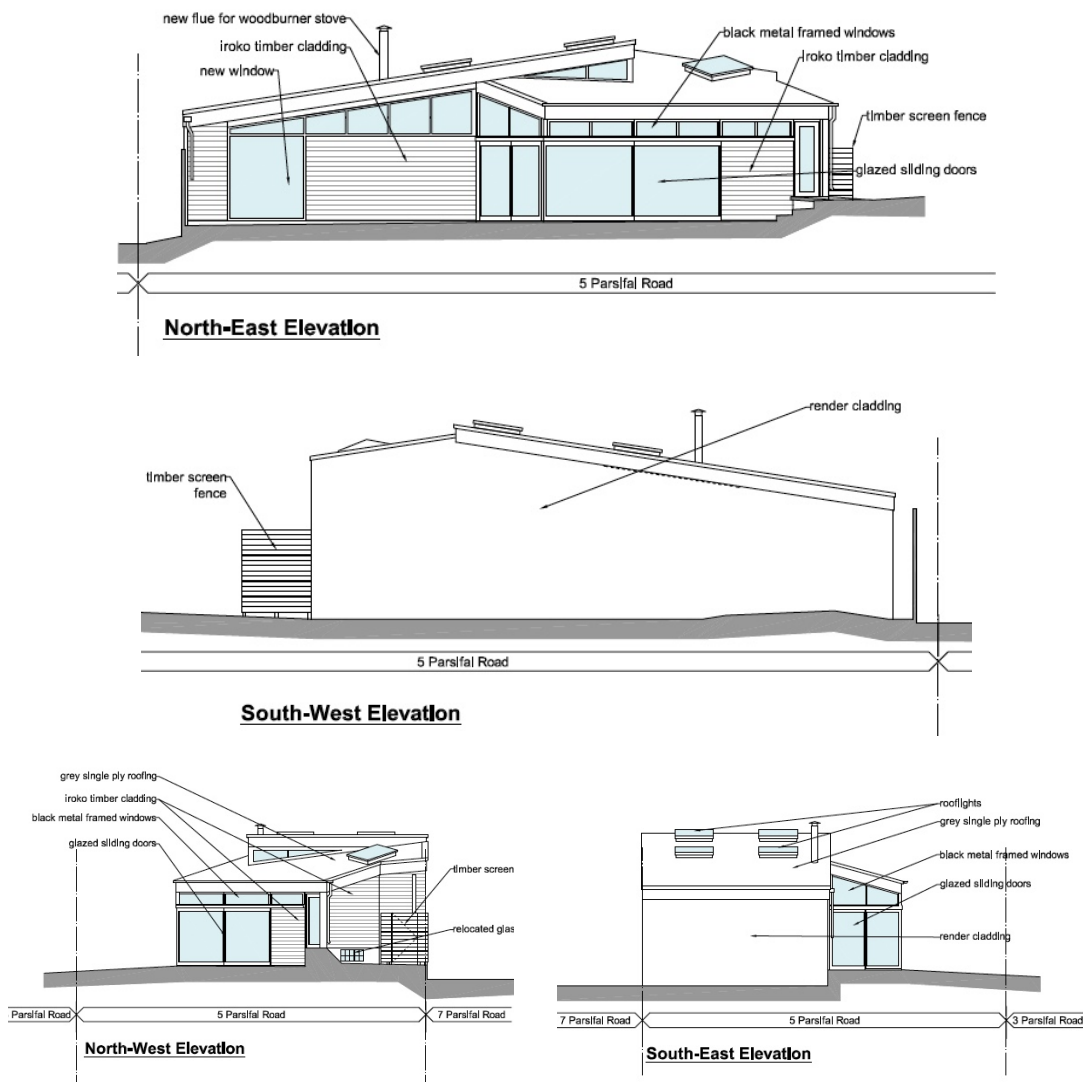 new flue for woodburner stove
iroko timber cladding
new window
black metal framed windows
iroko timber cladding
timber screen fence
glazed sliding doors
5 Parsifal Road
North-East Elevation
render cladding
timber screen
fence
5 Parsifal Road
South-West Elevation
grey single ply roofing
iroko timber cladding
black metal framed windows
glazed sliding doors
timber screen
relocated glas
Parsifal Road
5 Parsifal Road
7 Parsifal Road
North-West Elevation
rooflights
grey single ply roofing
black metal framed windows
glazed sliding doors
render cladding
7 Parsifal Road
5 Parsifal Road
3 Parsifal Road
South-East Elevation